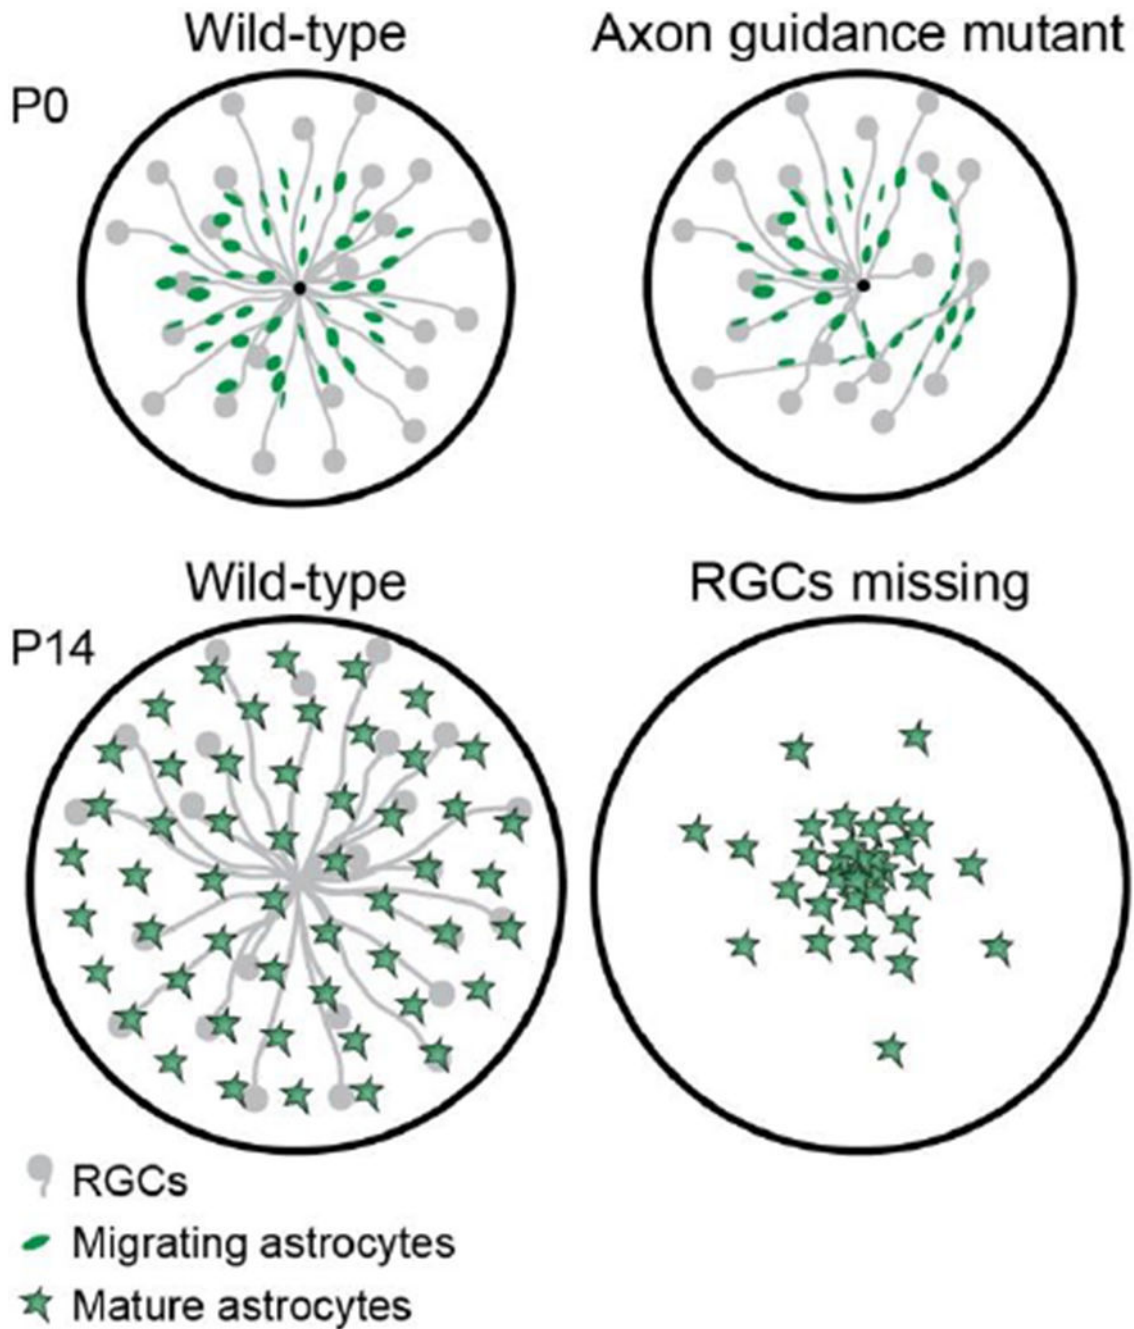 Wild-type
Axon guidance mutant
P0
Wild-type
RGCs missing
P14
RGCs
Migrating astrocytes
Mature astrocytes